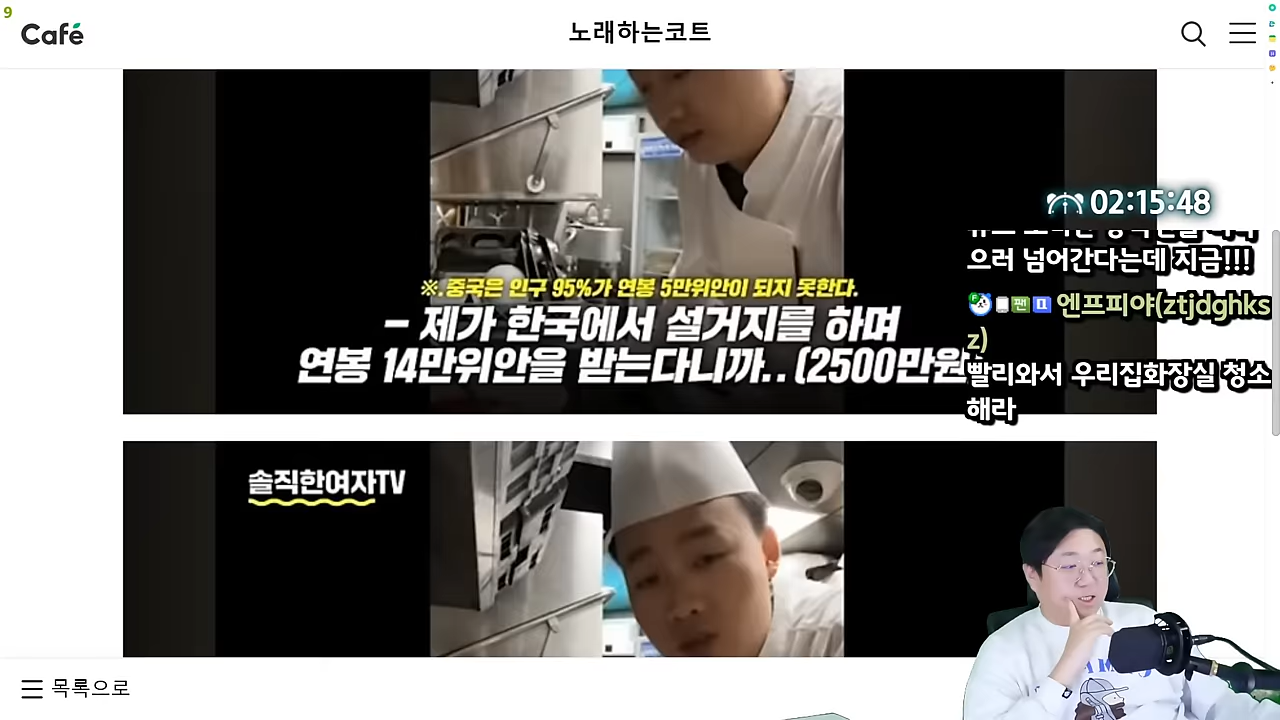 9
Café
노래하는코트
02:15:48
으러 넘어간다는데 지금!!!
팬
엔프피야(ztjdghks
z)
빨리와서 우리집화장실 청소
해라
※. 중국은 인구 95%가 연봉 5만위안이 되지 못한다.
– 제가 한국에서 설거지를 하며
연봉 14만위안을 받는다니까.. (2500만원
솔직한여자TV
목록으로